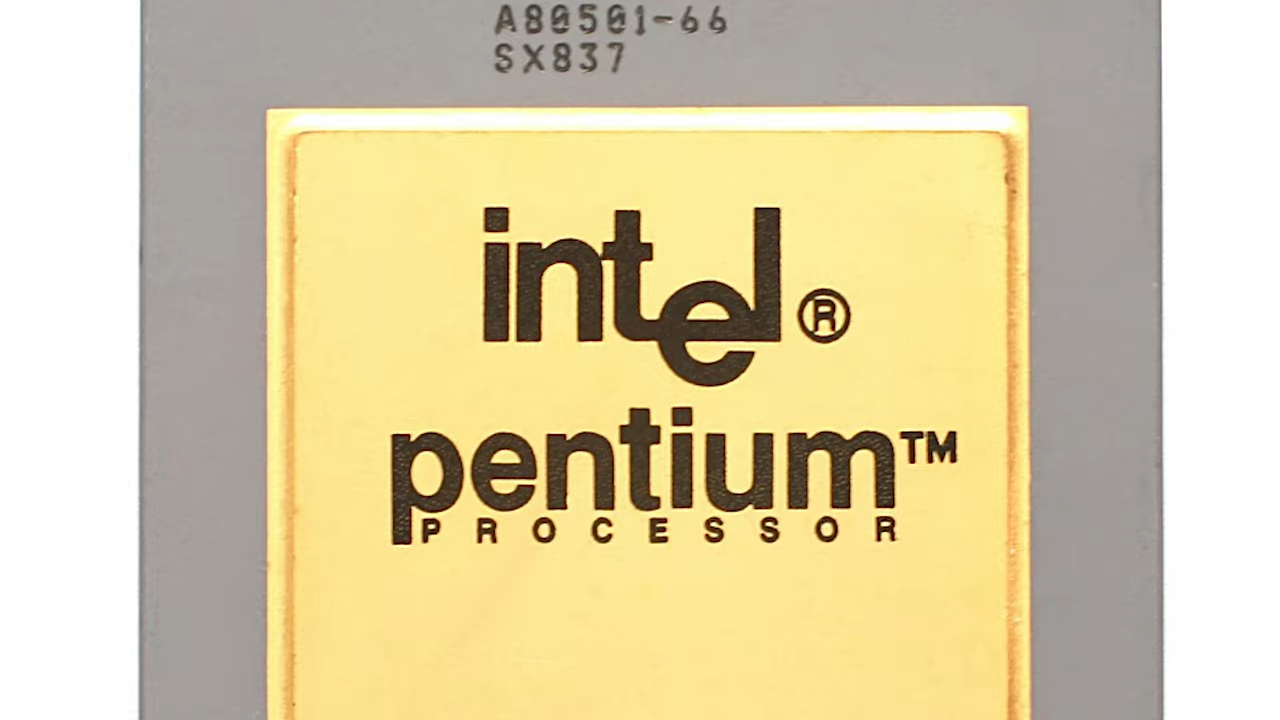 A80501-66
SX837
intel®
pentium™
PROCESSOR